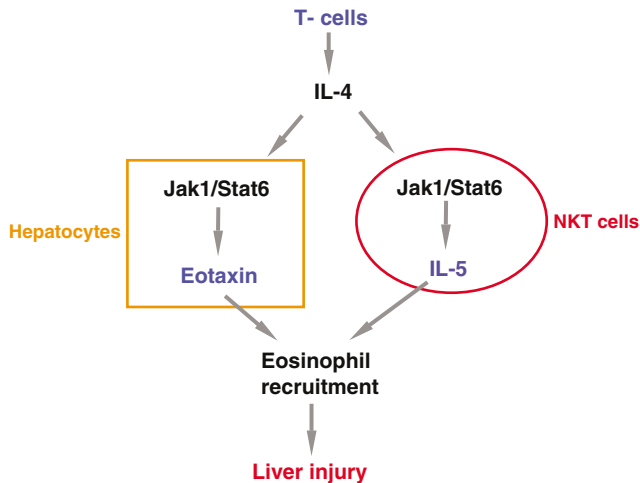 T- cells
IL-4
Jak1/Stat6
Jak1/Stat6
Hepatocytes
NKT cells
Eotaxin
IL-5
Eosinophil
recruitment
Liver injury